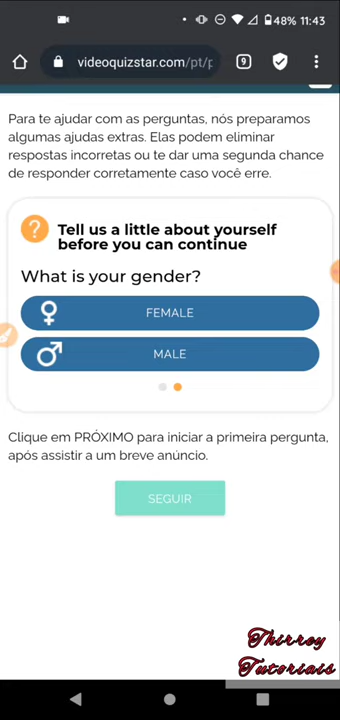 48% 11:43
videoquizstar.com/pt/p
9
Para te ajudar com as perguntas, nós preparamos
algumas ajudas extras. Elas podem eliminar
respostas incorretas ou te dar uma segunda chance
de responder corretamente caso você erre.
?
Tell us a little about yourself
before you can continue
What is your gender?
FEMALE
MALE
Clique em PRÓXIMO para iniciar a primeira pergunta,
após assistir a um breve anúncio.
SEGUIR
Thirrey
Tutoriais